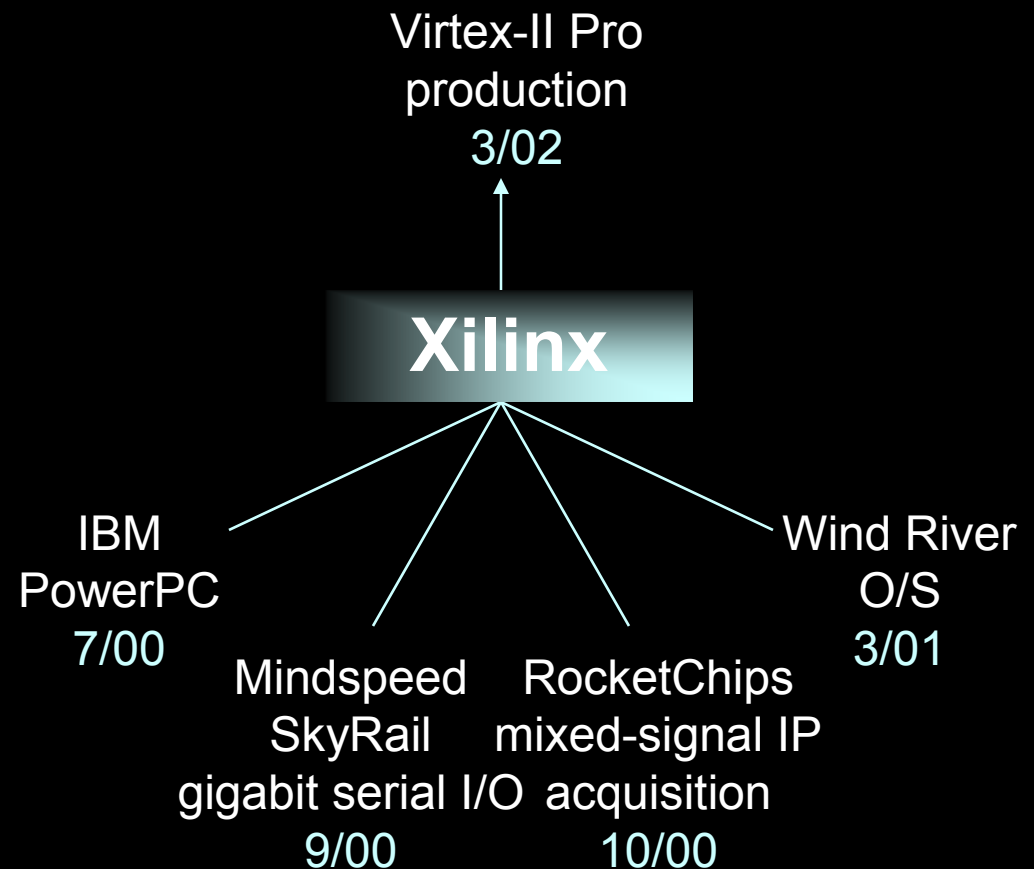 Virtex-II Pro
production
3/02
Xilinx
IBM
PowerPC
7/00
Mindspeed
SkyRail
gigabit serial I/O
9/00
RocketChips
mixed-signal IP
acquisition
10/00
Wind River
O/S
3/01